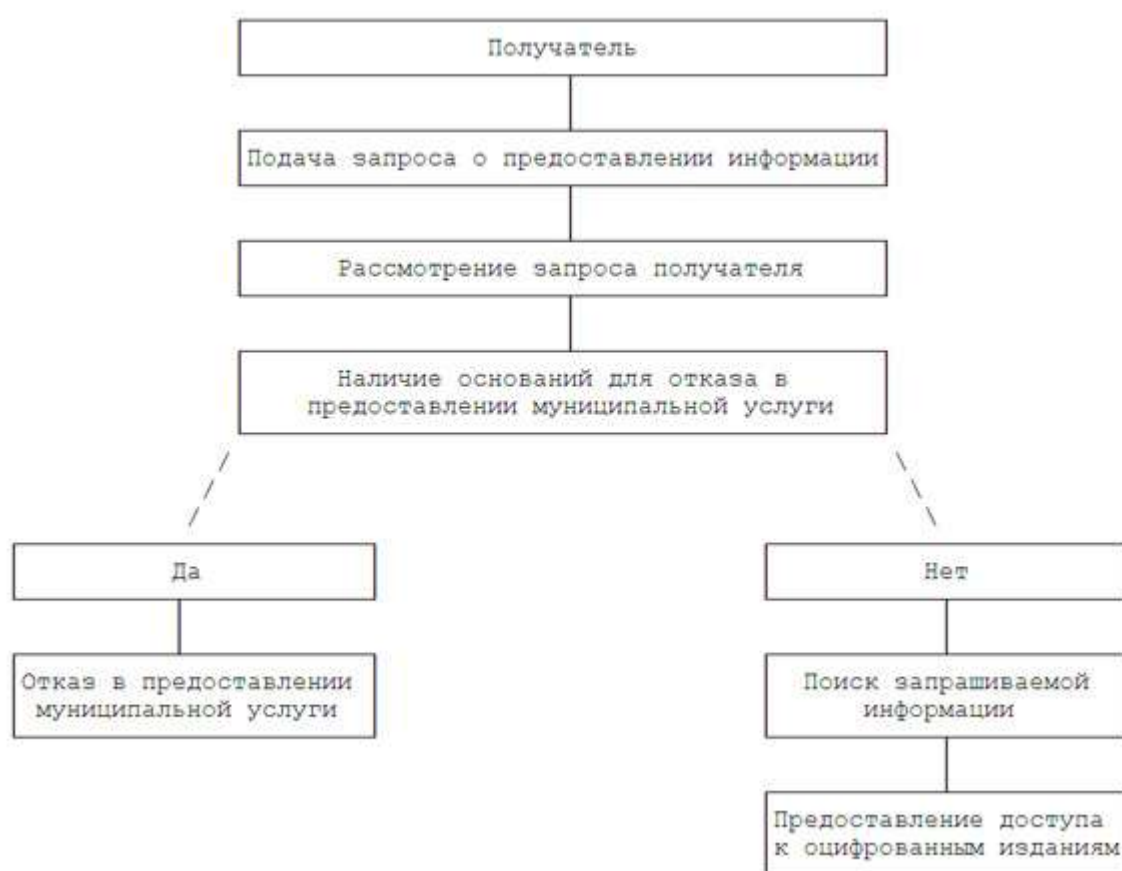 Получатель
Подача запроса о предоставлении информации
Рассмотрение запроса получателя
Наличие оснований для отказа в
предоставлении муниципальной услуги
Да
Нет
Отказ в предоставлении
муниципальной услуги
Поиск запрашиваемой
информации
Предоставление доступа
к оцифрованным изданиям